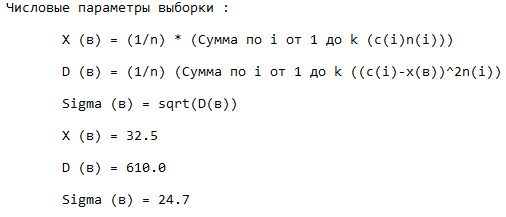 Числовые параметры выборки :
X (в) = (1/n) * (Сумма по i от 1 до k (c(i)n(i)))
D (в) = (1/n) (Сумма по i от 1 до k ((c(i)-x(в))^2n(i))
Sigma (в) = sqrt(D(в))
X (в) = 32.5
D (в) = 610.0
Sigma (в) = 24.7